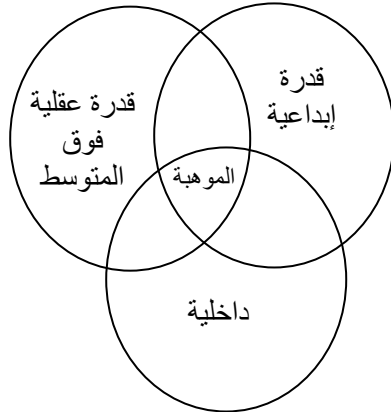 قدرة
إبداعية
قدرة عقلية
فوق
المتوسط
الموهبة
داخلية